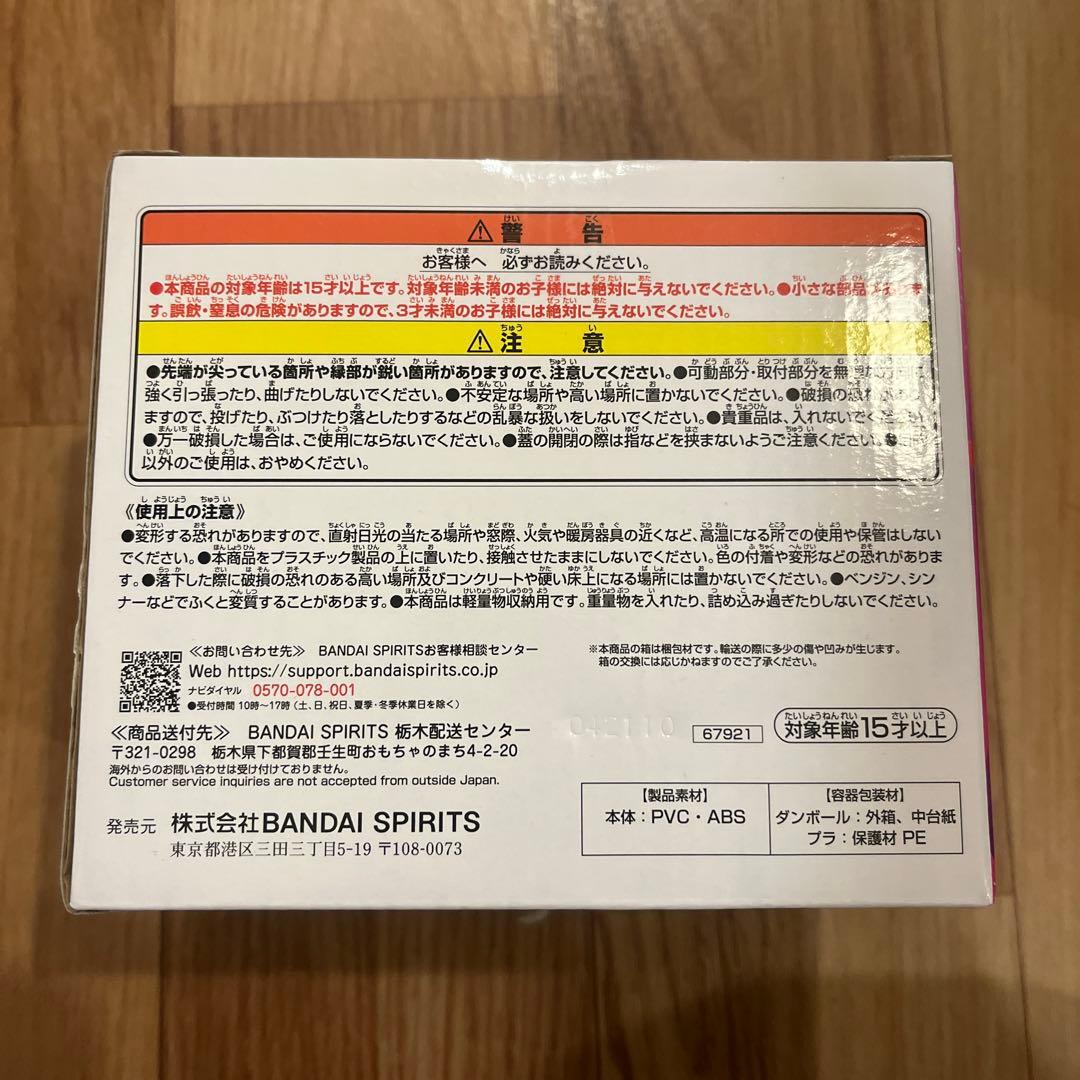 ⚠警告
お客様へ 必ずお読みください。
●本商品の対象年齢は15才以上です。対象年齢未満のお子様には絶対に与えないでください。●小さな部品がありま
す。誤飲・窒息の危険がありますので、3才未満のお子様には絶対に与えないでください。
⚠注意
●先端が尖っている箇所や縁部が鋭い箇所がありますので、注意してください。●可動部分・取付部分を無理な方向に
強く引っ張ったり、曲げたりしないでください。●不安定な場所や高い場所に置かないでください。●破損の恐れがあり
ますので、投げたり、ぶつけたり落としたりするなどの乱暴な扱いをしないでください。●貴重品は、入れないでください。
●万一破損した場合は、ご使用にならないでください。●蓋の開閉の際は指などを挟まないようご注意ください。●
以外のご使用は、おやめください。
《使用上の注意》
●変形する恐れがありますので、直射日光の当たる場所や窓際、火気や暖房器具の近くなど、高温になる所での使用や保管はしない
でください。●本商品をプラスチック製品の上に置いたり、接触させたままにしないでください。色の付着や変形などの恐れがありま
す。●落下した際に破損の恐れのある高い場所及びコンクリートや硬い床上になる場所には置かないでください。●ベンジン、シン
ナーなどでふくと変質することがあります。●本商品は軽量物収納用です。重量物を入れたり、詰め込み過ぎたりしないでください。
≪お問い合わせ先≫ BANDAI SPIRITSお客様相談センター
Web https://support.bandaispirits.co.jp
ナビダイヤル 0570-078-001
●受付時間 10時〜17時（土、日、祝日、夏季・冬季休業日を除く）
※本商品の箱は梱包材です。輸送の際に多少の傷や凹みが生じます。
箱の交換には応じかねますのでご了承ください。
≪商品送付先≫ BANDAI SPIRITS 栃木配送センター
〒321-0298 栃木県下都賀郡壬生町おもちゃのまち4-2-20
海外からのお問い合わせは受け付けておりません。
Customer service inquiries are not accepted from outside Japan.
042110
67921
対象年齢15才以上
発売元 株式会社BANDAI SPIRITS
東京都港区三田三丁目5-19 〒108-0073
【製品素材】
本体：PVC・ABS
【容器包装材】
ダンボール：外箱、中台紙
プラ：保護材 PE